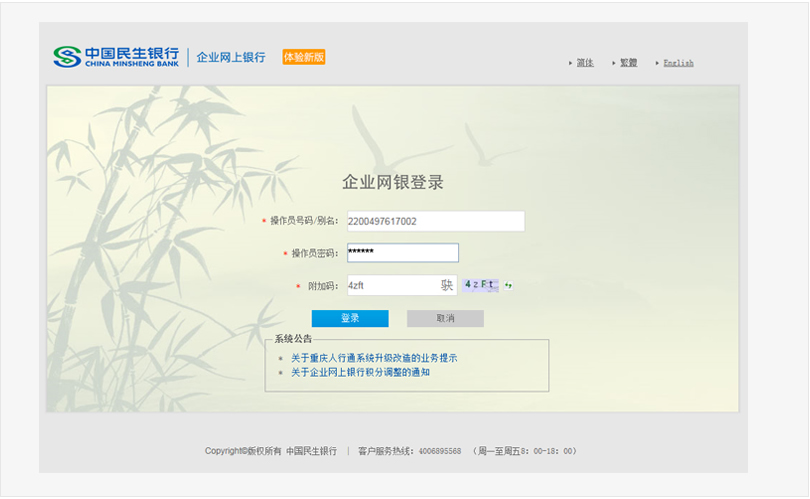 中国民生银行 企业网上银行 体验新版
CHINA MINSHENG BANK
简体 繁體 English
企业网银登录
* 操作员号码/别名： 2200497617002
* 操作员密码： ******
* 附加码： 4zft 驶 4zFt
登录 取消
系统公告
关于重庆人行通系统升级改造的业务提示
关于企业网上银行积分调整的通知
Copyright©版权所有 中国民生银行 | 客户服务热线：4006895568 （周一至周五8：00-18：00）